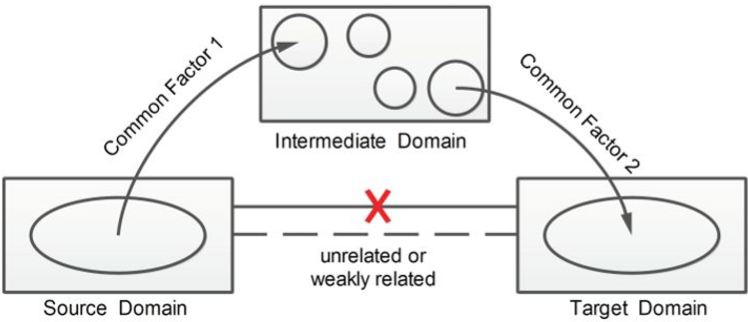 Common Factor 1
Common Factor 2
Intermediate Domain
unrelated or
weakly related
Source Domain
Target Domain